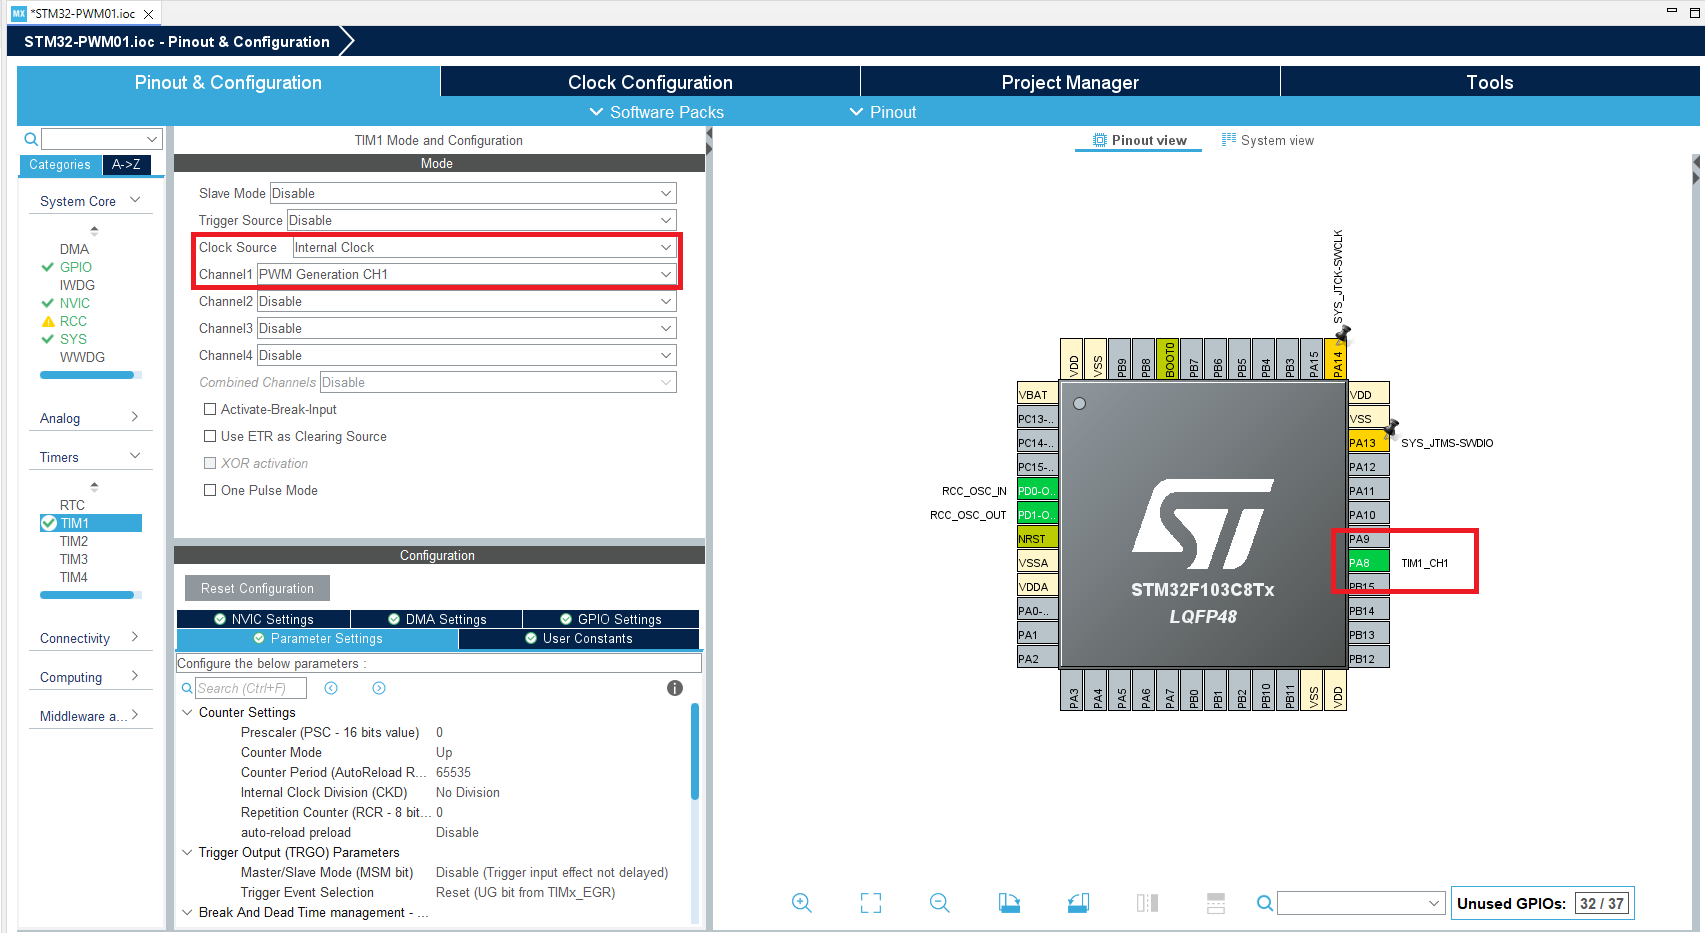 MX *STM32-PWM01.ioc
STM32-PWM01.ioc - Pinout & Configuration
Pinout & Configuration
Clock Configuration
Project Manager
Tools
Software Packs
Pinout
Categories
A->Z
System Core
DMA
GPIO
IWDG
NVIC
RCC
SYS
WWDG
Analog
Timers
RTC
TIM1
TIM2
TIM3
TIM4
Connectivity
Computing
Middleware a...
TIM1 Mode and Configuration
Mode
Slave Mode Disable
Trigger Source Disable
Clock Source Internal Clock
Channel1 PWM Generation CH1
Channel2 Disable
Channel3 Disable
Channel4 Disable
Combined Channels Disable
Activate-Break-Input
Use ETR as Clearing Source
XOR activation
One Pulse Mode
Configuration
Reset Configuration
NVIC Settings
DMA Settings
GPIO Settings
Parameter Settings
User Constants
Configure the below parameters :
Search (Ctrl+F)
Counter Settings
Prescaler (PSC - 16 bits value) 0
Counter Mode Up
Counter Period (AutoReload R... 65535
Internal Clock Division (CKD) No Division
Repetition Counter (RCR - 8 bit... 0
auto-reload preload Disable
Trigger Output (TRGO) Parameters
Master/Slave Mode (MSM bit) Disable (Trigger input effect not delayed)
Trigger Event Selection Reset (UG bit from TIMx_EGR)
Break And Dead Time management - ...
Pinout view
System view
SYS_JTCK-SWCLK
VDD
VSS
PB9
PB8
BOOT0
PB7
PB6
PB5
PB4
PB3
PA15
PA14
VBAT
PC13-..
PC14-..
PC15-..
RCC_OSC_IN PD0-O..
RCC_OSC_OUT PD1-O..
NRST
VSSA
VDDA
PA0-..
PA1
PA2
ST
STM32F103C8Tx
LQFP48
VDD
VSS
PA13 SYS_JTMS-SWDIO
PA12
PA11
PA10
PA9
PA8 TIM1_CH1
PB15
PB14
PB13
PB12
PA3
PA4
PA5
PA6
PA7
PB0
PB1
PB2
PB10
PB11
VSS
VDD
Unused GPIOs: 32 / 37